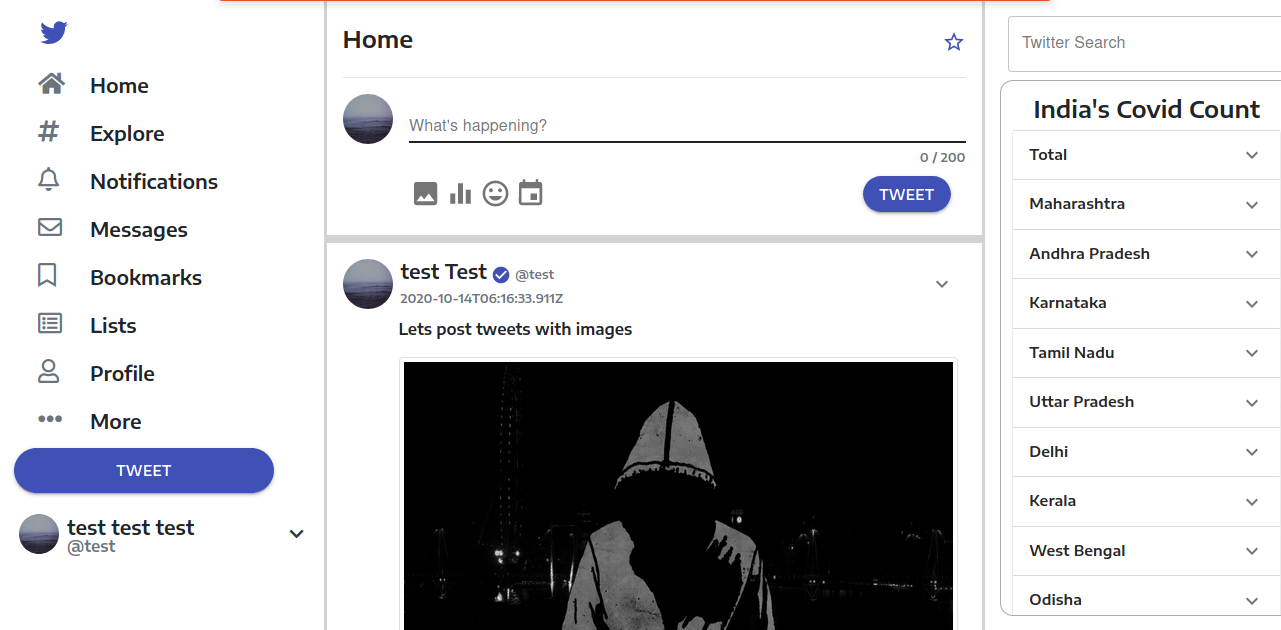 Home
Explore
Notifications
Messages
Bookmarks
Lists
Profile
More
TWEET
test test test
@test
Home
What's happening?
0 / 200
TWEET
test Test @test
2020-10-14T06:16:33.911Z
Lets post tweets with images
Twitter Search
India's Covid Count
Total
Maharashtra
Andhra Pradesh
Karnataka
Tamil Nadu
Uttar Pradesh
Delhi
Kerala
West Bengal
Odisha